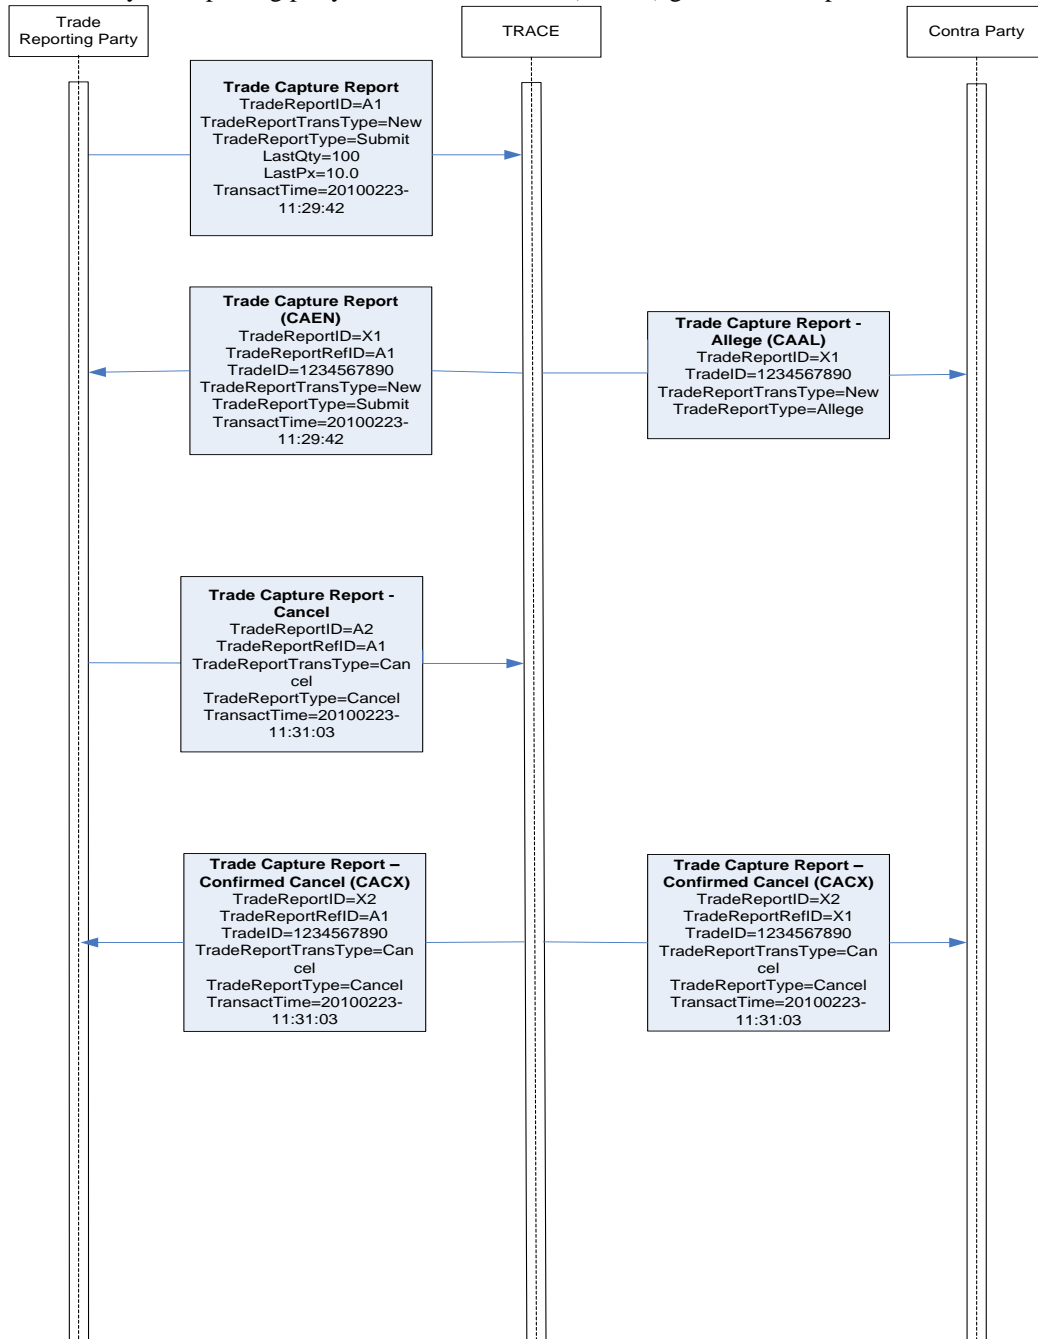 Trade
Reporting Party
TRACE
Contra Party
Trade Capture Report
TradeReportID=A1
TradeReportTransType=New
TradeReportType=Submit
LastQty=100
LastPx=10.0
TransactTime=20100223-
11:29:42
Trade Capture Report
(CAEN)
TradeReportID=X1
TradeReportRefID=A1
TradeID=1234567890
TradeReportTransType=New
TradeReportType=Submit
TransactTime=20100223-
11:29:42
Trade Capture Report -
Allege (CAAL)
TradeReportID=X1
TradeID=1234567890
TradeReportTransType=New
TradeReportType=Allege
Trade Capture Report -
Cancel
TradeReportID=A2
TradeReportRefID=A1
TradeReportTransType=Can
cel
TradeReportType=Cancel
TransactTime=20100223-
11:31:03
Trade Capture Report –
Confirmed Cancel (CACX)
TradeReportID=X2
TradeReportRefID=A1
TradeID=1234567890
TradeReportTransType=Can
cel
TradeReportType=Cancel
TransactTime=20100223-
11:31:03
Trade Capture Report –
Confirmed Cancel (CACX)
TradeReportID=X2
TradeReportRefID=X1
TradeID=1234567890
TradeReportTransType=Can
cel
TradeReportType=Cancel
TransactTime=20100223-
11:31:03